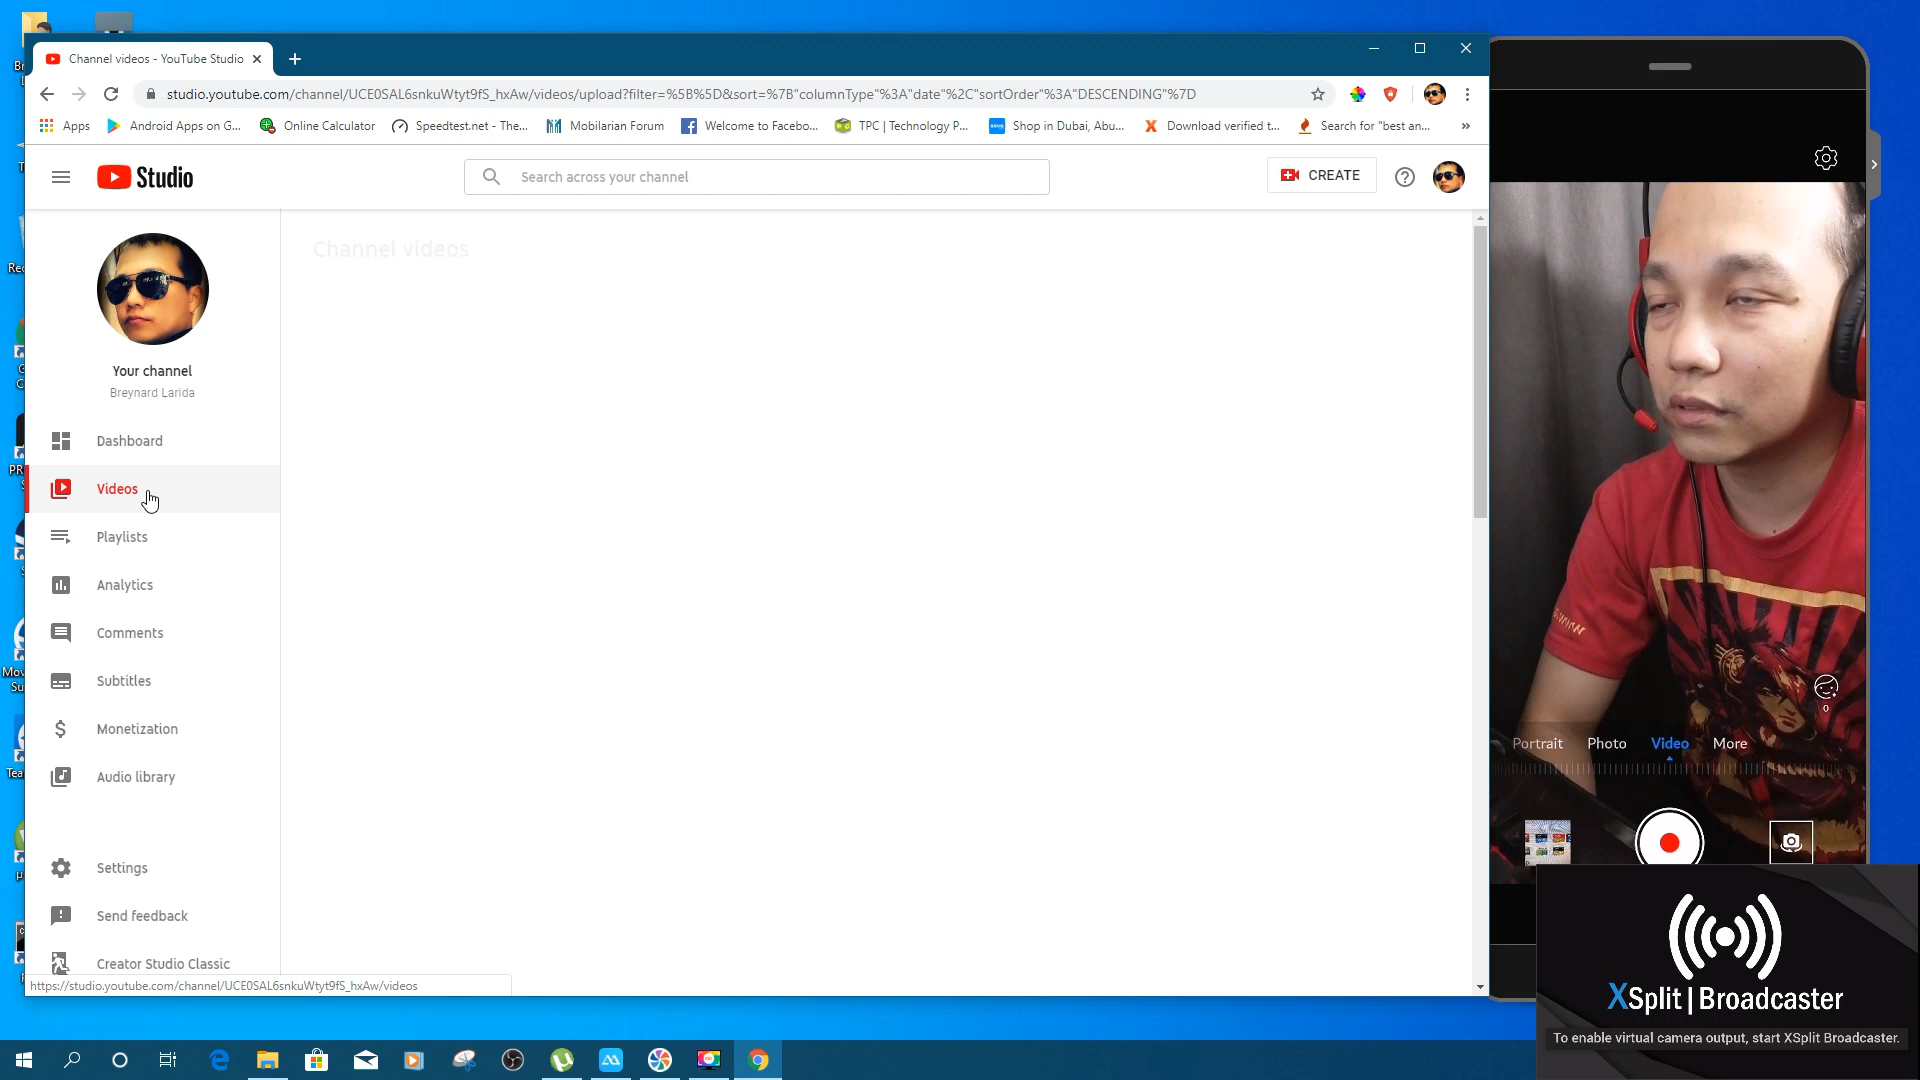 Channel videos - YouTube Studio
studio.youtube.com/channel/UCE0SAL6snkuWtyt9fS_hxAw/videos/upload?filter=%5B%5D&sort=%7B"columnType"%3A"date"%2C"sortOrder"%3A"DESCENDING"%7D
Apps
Android Apps on G...
Online Calculator
Speedtest.net - The...
Mobilarian Forum
Welcome to Facebo...
TPC | Technology P...
Shop in Dubai, Abu...
Download verified t...
Search for "best an...
»
Studio
Search across your channel
CREATE
Channel videos
Your channel
Breynard Larida
Dashboard
Videos
Playlists
Analytics
Comments
Subtitles
Monetization
Audio library
Settings
Send feedback
Creator Studio Classic
https://studio.youtube.com/channel/UCE0SAL6snkuWtyt9fS_hxAw/videos
0
Portrait
Photo
Video
More
XSplit | Broadcaster
To enable virtual camera output, start XSplit Broadcaster.